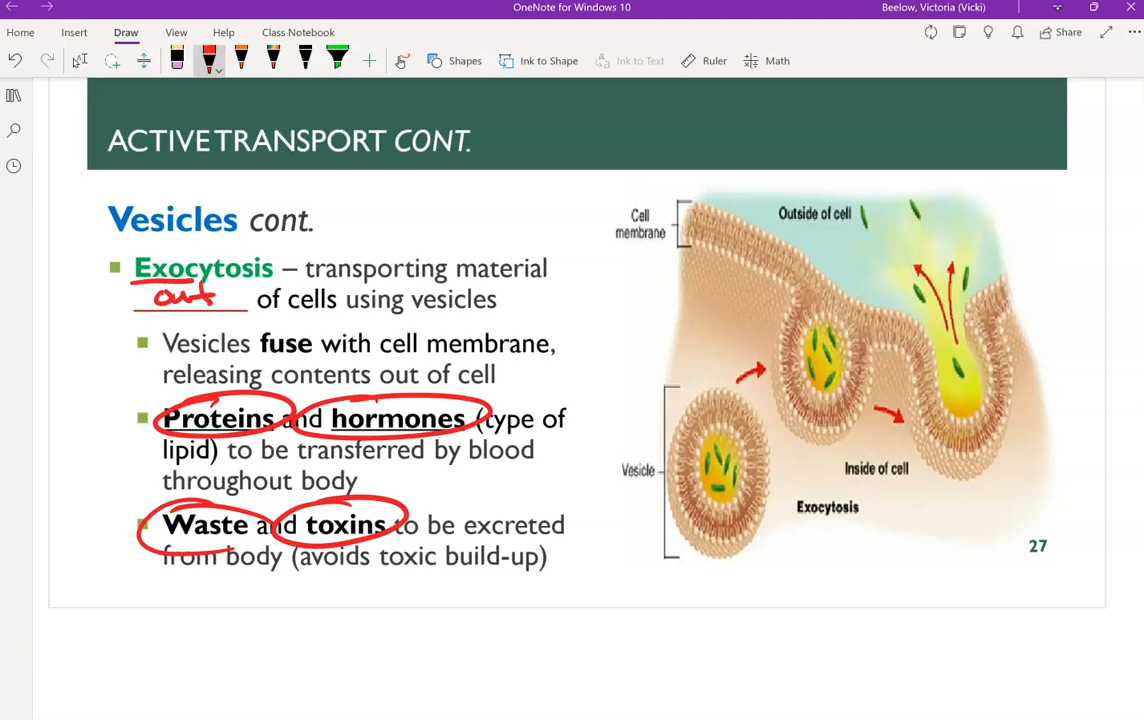 OneNote for Windows 10
Beelow, Victoria (Vicki)
Home Insert Draw View Help Class Notebook
Share
Shapes Ink to Shape Ink to Text Ruler Math
ACTIVE TRANSPORT CONT.
Vesicles cont.
Exocytosis – transporting material
out of cells using vesicles
Vesicles fuse with cell membrane,
releasing contents out of cell
Proteins and hormones (type of
lipid) to be transferred by blood
throughout body
Waste and toxins to be excreted
from body (avoids toxic build-up)
Cell
membrane
Outside of cell
Vesicle
Inside of cell
Exocytosis
27